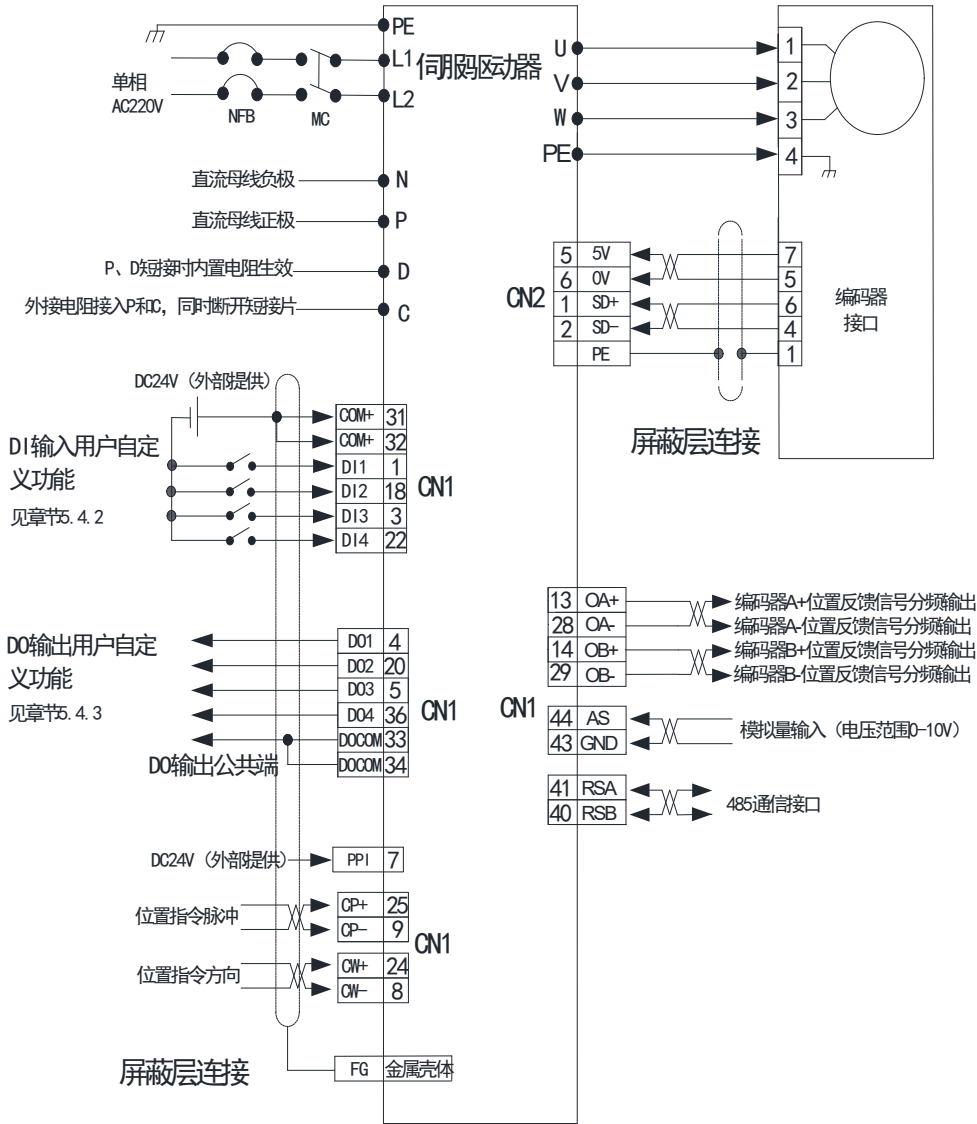 PE
L1
伺服驱动器
单相
AC220V
L2
NFB
MC
U
V
W
PE
1
2
3
4
直流母线负极
N
直流母线正极
P
P、D短接时内置电阻生效
D
外接电阻接入P和C，同时断开短接片
C
CN2
5 5V
6 0V
1 SD+
2 SD-
PE
7
5
6
4
1
编码器
接口
屏蔽层连接
DC24V（外部提供）
DI输入用户自定
义功能
见章节5.4.2
COM+ 31
COM+ 32
DI1 1
DI2 18
DI3 3
DI4 22
CN1
DO输出用户自定
义功能
见章节5.4.3
DO1 4
DO2 20
DO3 5
DO4 36
DOCOM 33
DOCOM 34
CN1
DO输出公共端
13 OA+ 编码器A+位置反馈信号分频输出
28 OA- 编码器A-位置反馈信号分频输出
14 OB+ 编码器B+位置反馈信号分频输出
29 OB- 编码器B-位置反馈信号分频输出
CN1
44 AS
43 GND
模拟量输入（电压范围0-10V）
41 RSA
40 RSB
485通信接口
DC24V（外部提供）
PPI 7
位置指令脉冲
CP+ 25
CP- 9
CN1
位置指令方向
CW+ 24
CW- 8
屏蔽层连接
FG 金属壳体